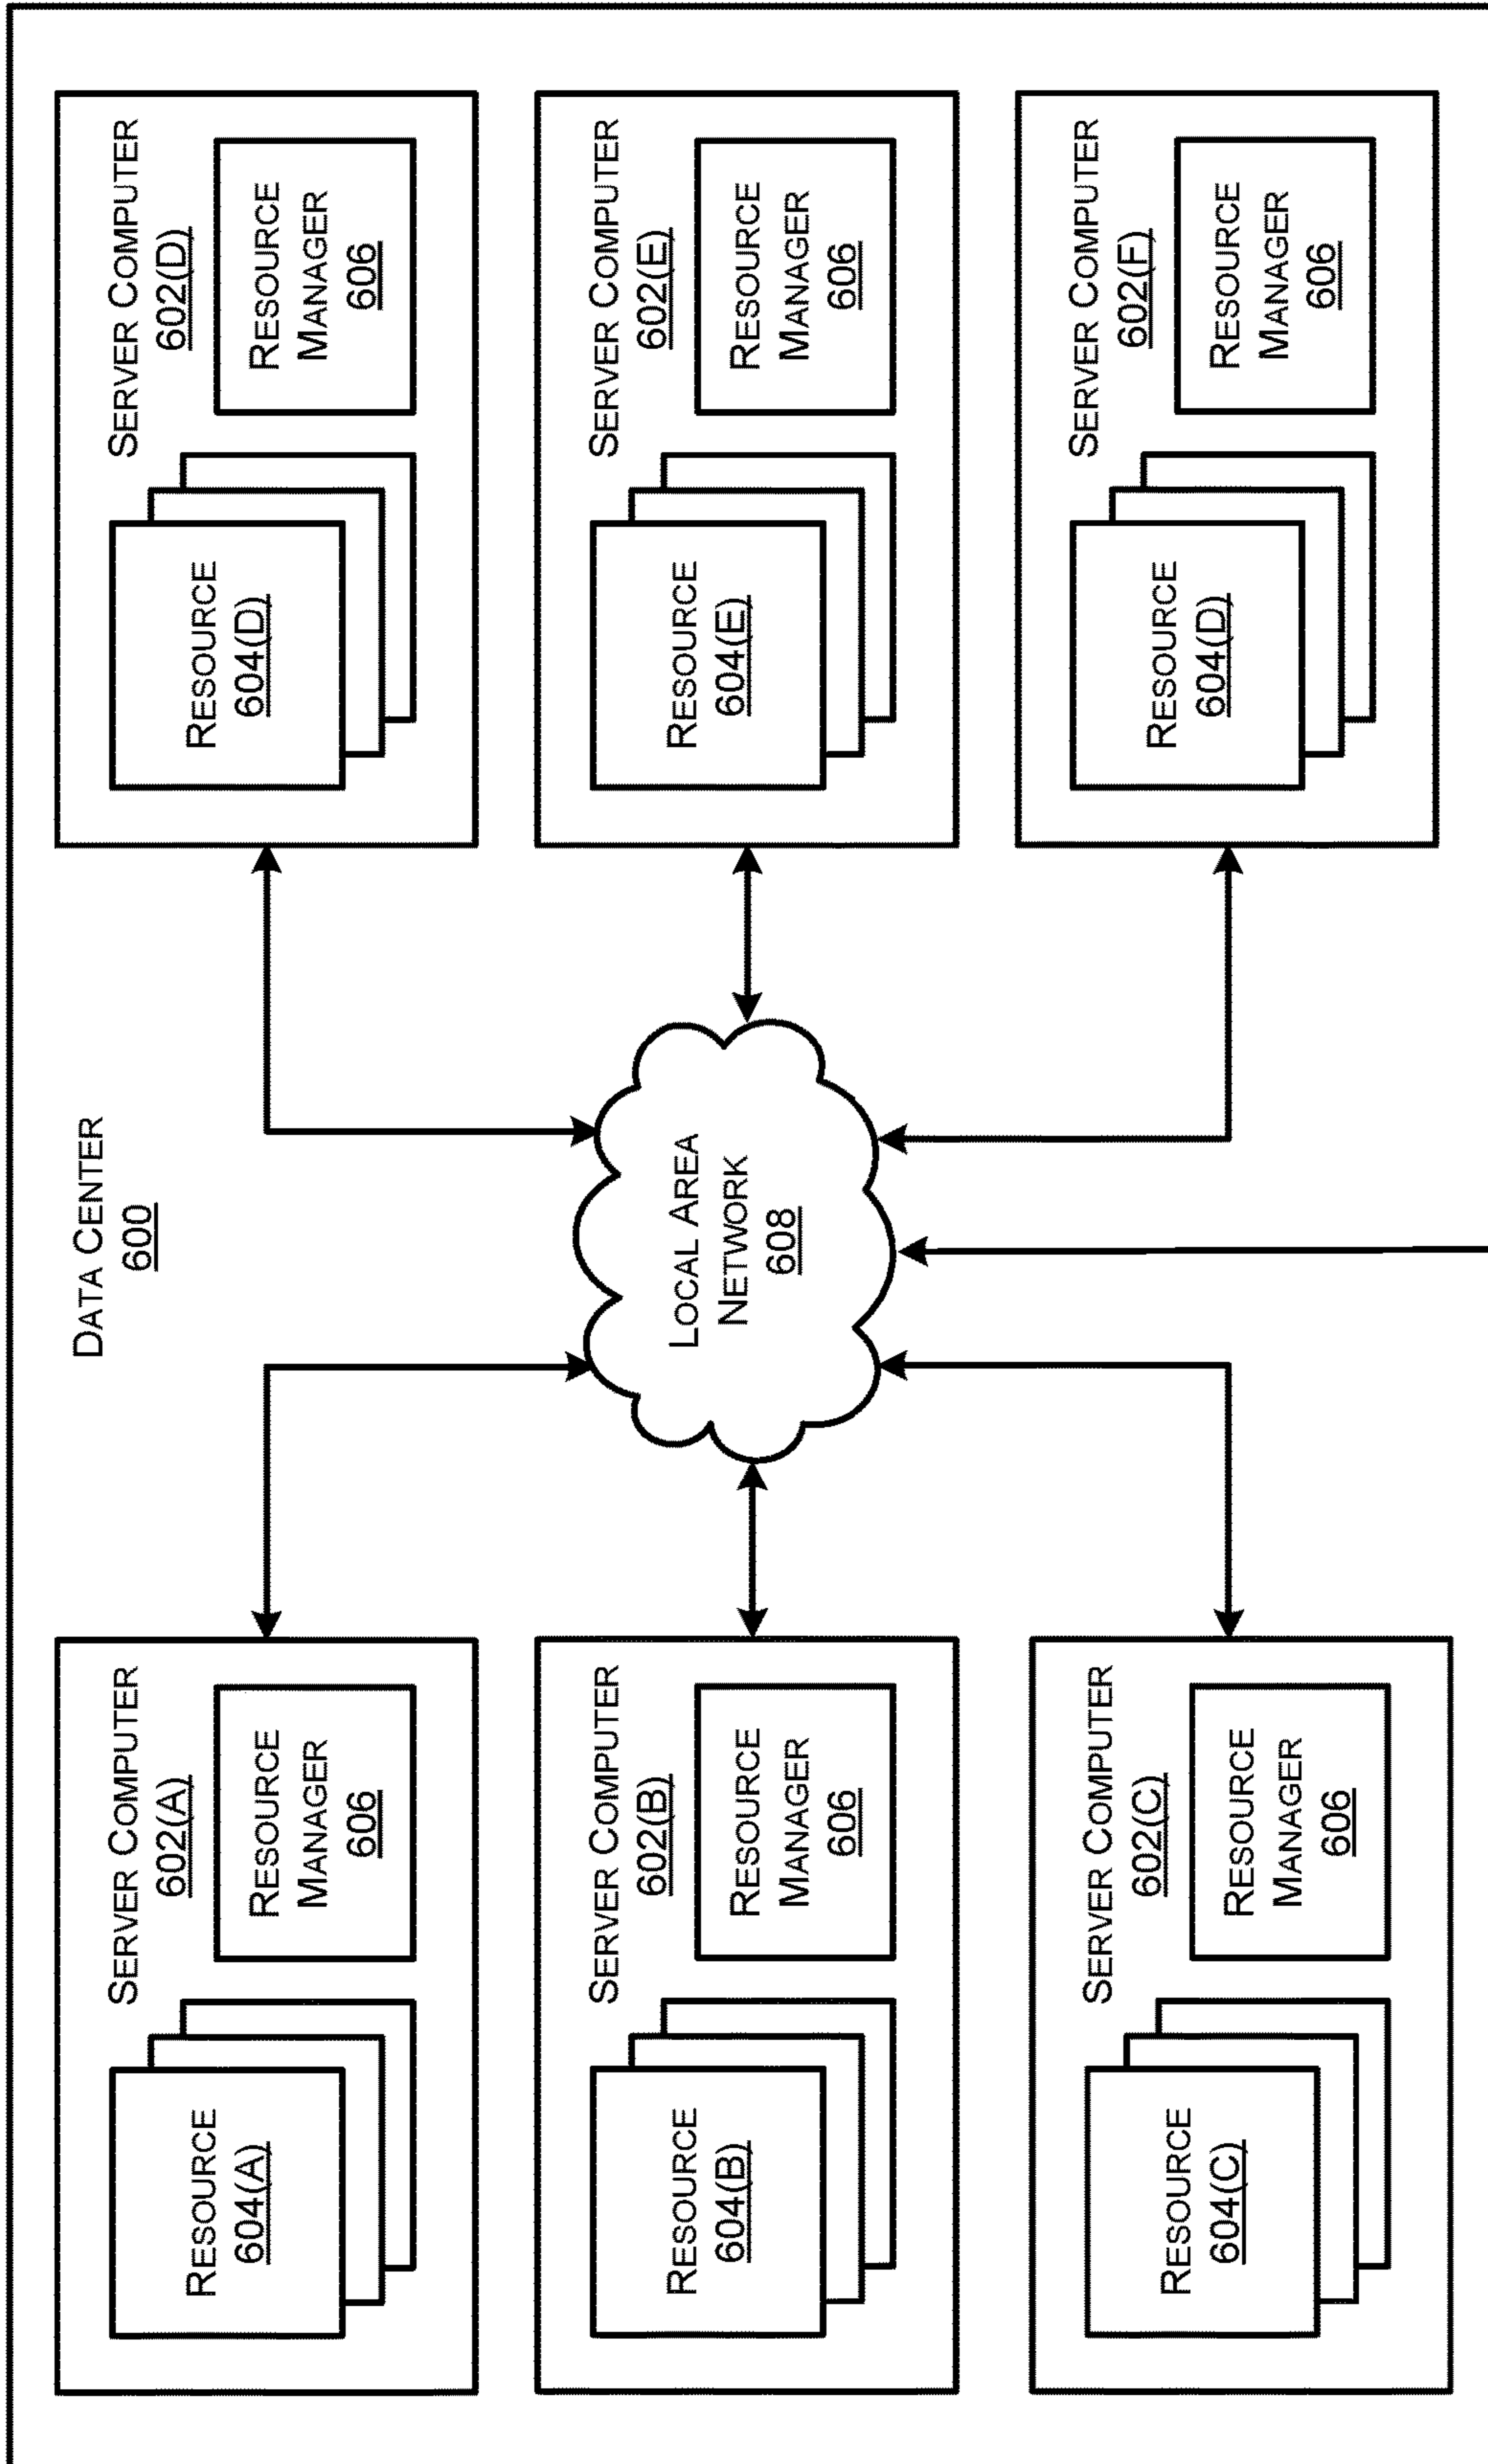 DATA CENTER
600
SERVER COMPUTER
602(A)
RESOURCE
604(A)
RESOURCE
MANAGER
606
SERVER COMPUTER
602(B)
RESOURCE
604(B)
RESOURCE
MANAGER
606
SERVER COMPUTER
602(C)
RESOURCE
604(C)
RESOURCE
MANAGER
606
LOCAL AREA
NETWORK
608
SERVER COMPUTER
602(D)
RESOURCE
604(D)
RESOURCE
MANAGER
606
SERVER COMPUTER
602(E)
RESOURCE
604(E)
RESOURCE
MANAGER
606
SERVER COMPUTER
602(F)
RESOURCE
604(D)
RESOURCE
MANAGER
606